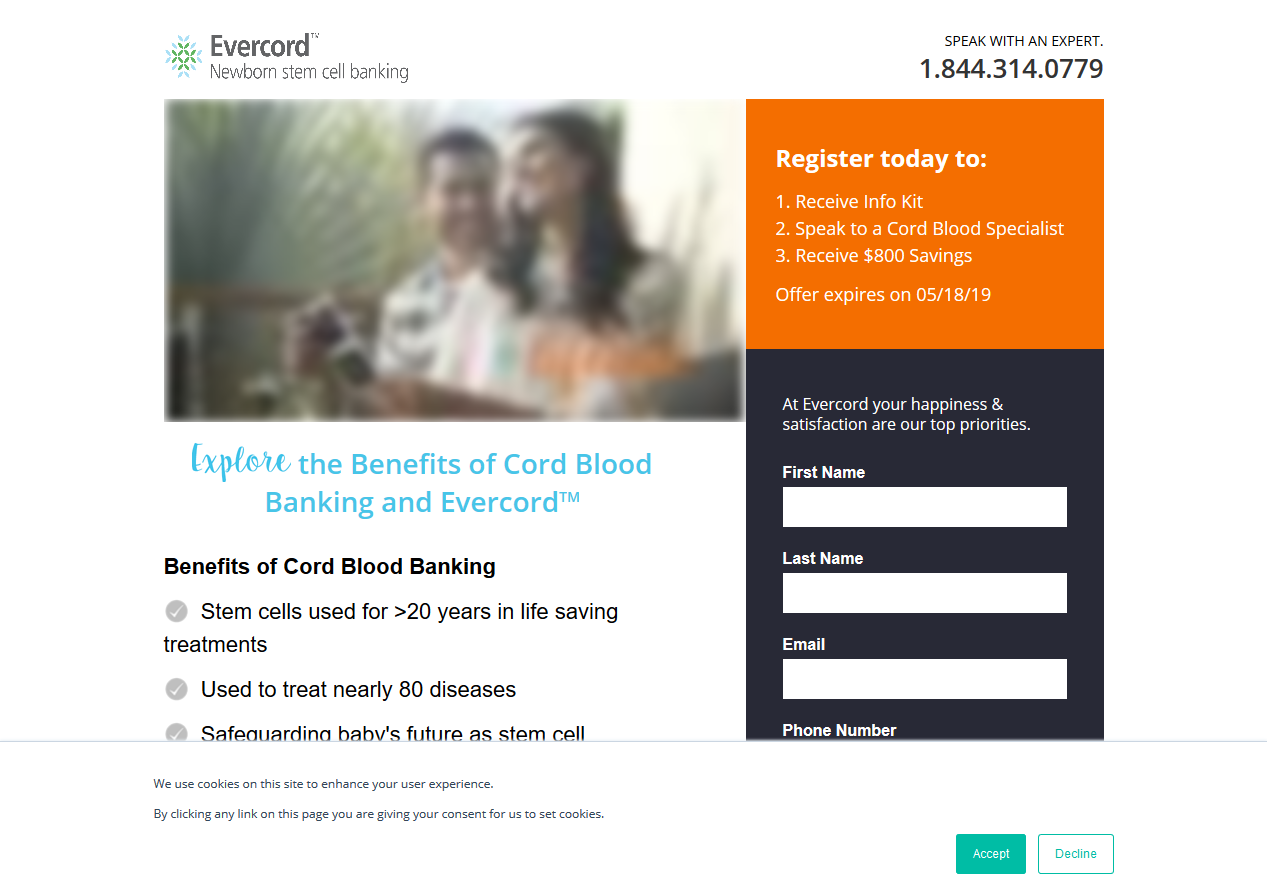 Evercord™
Newborn stem cell banking
SPEAK WITH AN EXPERT.
1.844.314.0779
Register today to:
1. Receive Info Kit
2. Speak to a Cord Blood Specialist
3. Receive $800 Savings
Offer expires on 05/18/19
At Evercord your happiness &
satisfaction are our top priorities.
First Name
Last Name
Email
Phone Number
Explore the Benefits of Cord Blood
Banking and Evercord™
Benefits of Cord Blood Banking
Stem cells used for >20 years in life saving
treatments
Used to treat nearly 80 diseases
Safeguarding baby's future as stem cell
We use cookies on this site to enhance your user experience.
By clicking any link on this page you are giving your consent for us to set cookies.
Accept
Decline